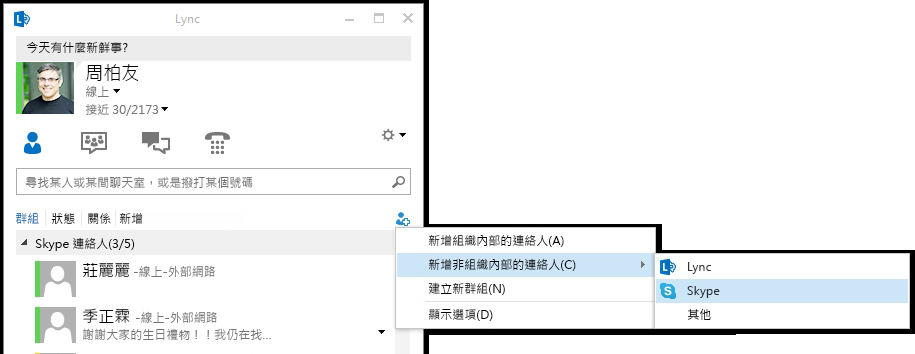 Lync
今天有什麼新鮮事?
周柏友
線上
接近 30/2173
尋找某人或某間聊天室，或是撥打某個號碼
群組 狀態 關係 新增
Skype 連絡人(3/5)
莊麗麗 -線上-外部網路
季正霖 -線上-外部網路
謝謝大家的生日禮物！！我仍在找...
新增組織內部的連絡人(A)
新增非組織內部的連絡人(C)
建立新群組(N)
顯示選項(D)
Lync
Skype
其他